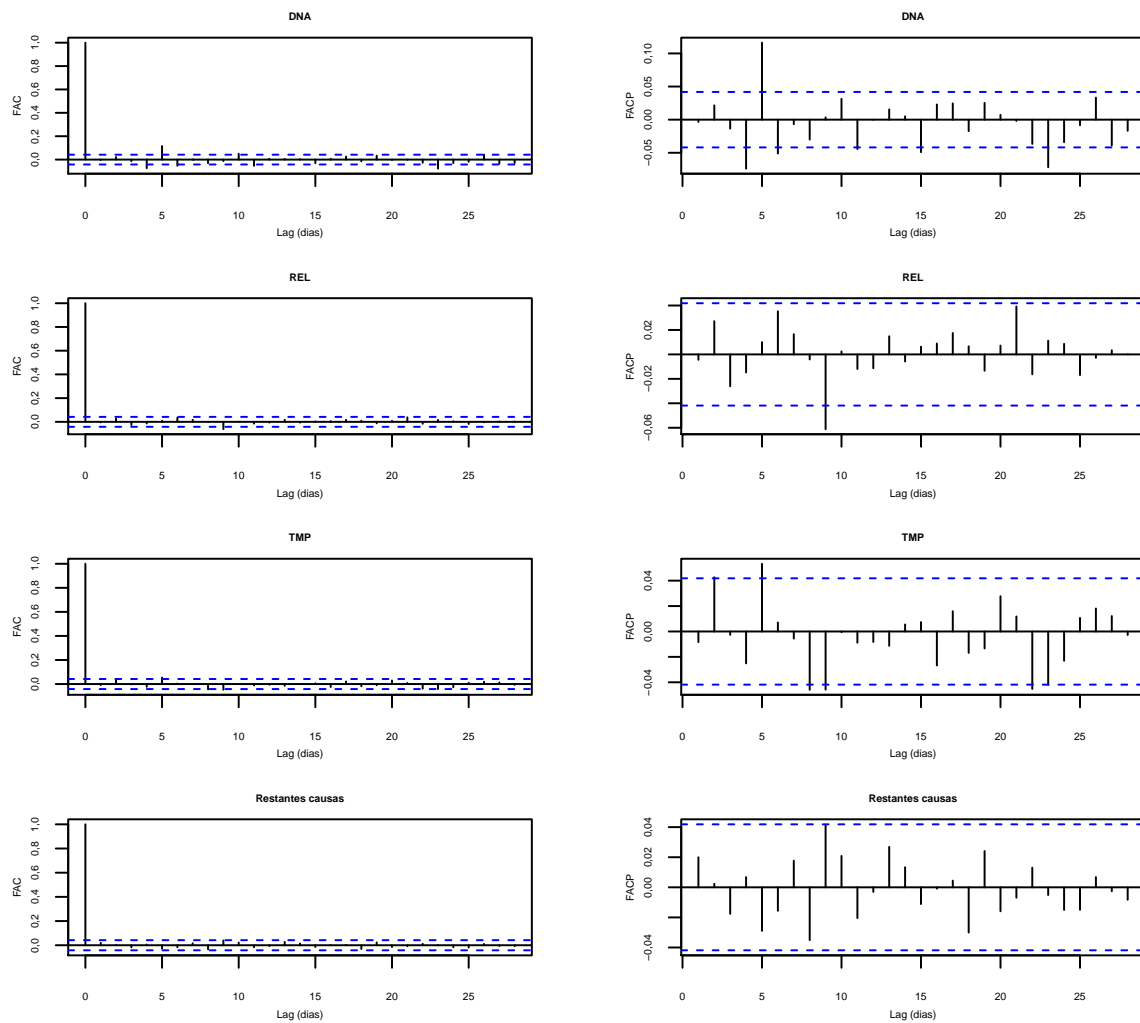 DNA
FAC
0,0 0,2 0,4 0,6 0,8 1,0
0 5 10 15 20 25
Lag (dias)
DNA
FACP
−0,05 0,00 0,05 0,10
0 5 10 15 20 25
Lag (dias)
REL
FAC
0,0 0,2 0,4 0,6 0,8 1,0
0 5 10 15 20 25
Lag (dias)
REL
FACP
−0,06 −0,02 0,02
0 5 10 15 20 25
Lag (dias)
TMP
FAC
0,0 0,2 0,4 0,6 0,8 1,0
0 5 10 15 20 25
Lag (dias)
TMP
FACP
−0,04 0,00 0,04
0 5 10 15 20 25
Lag (dias)
Restantes causas
FAC
0,0 0,2 0,4 0,6 0,8 1,0
0 5 10 15 20 25
Lag (dias)
Restantes causas
FACP
−0,04 0,00 0,02 0,04
0 5 10 15 20 25
Lag (dias)